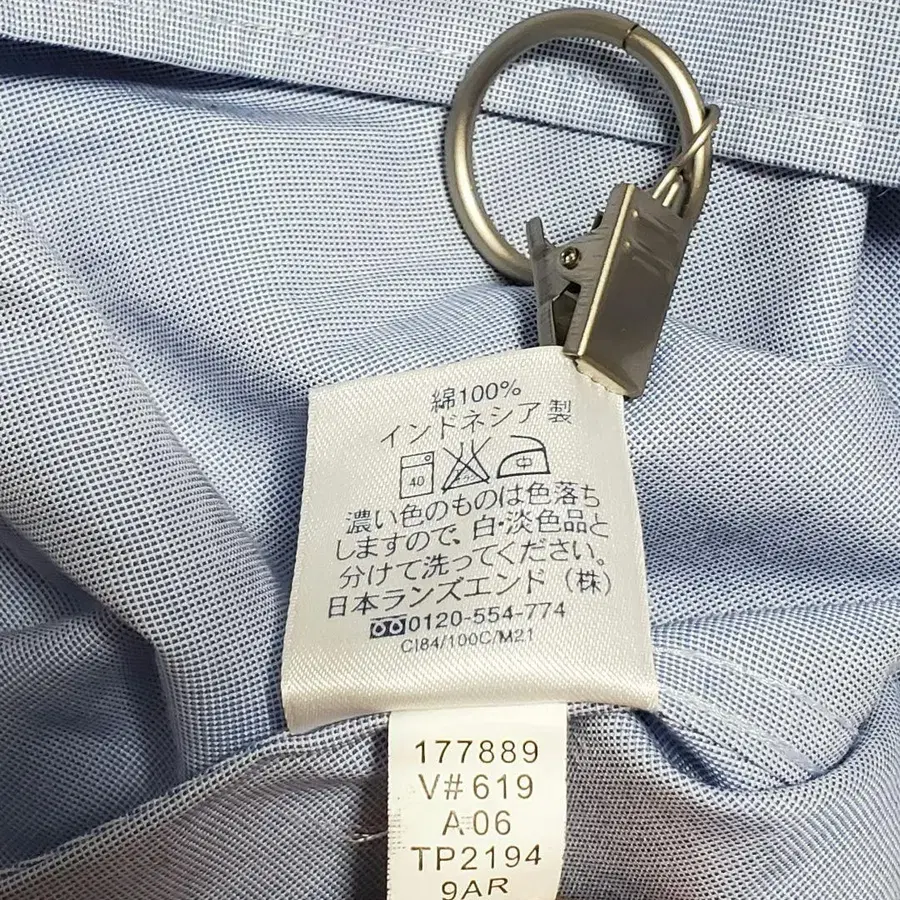 綿100%
インドネシア製
40 中
濃い色のものは色落ち
しますので、白・淡色品と
分けて洗ってください。
日本ランズエンド（株）
0120-554-774
CI84/100C/M21
177889
V# 619
A 06
TP2194
9AR